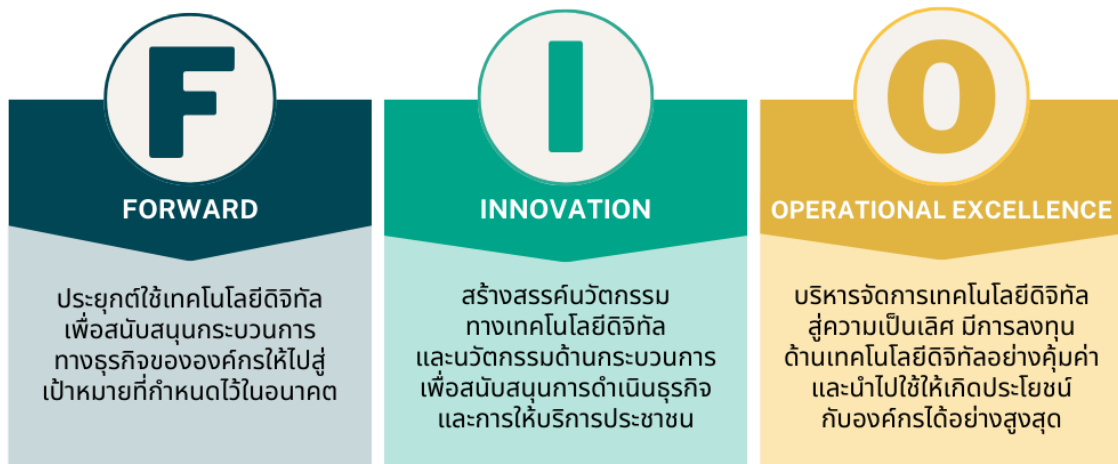 F
FORWARD
ประยุกต์ใช้เทคโนโลยีดิจิทัล
เพื่อสนับสนุนกระบวนการ
ทางธุรกิจขององค์กรให้ไปสู่
เป้าหมายที่กำหนดไว้ในอนาคต
I
INNOVATION
สร้างสรรค์นวัตกรรม
ทางเทคโนโลยีดิจิทัล
และนวัตกรรมด้านกระบวนการ
เพื่อสนับสนุนการดำเนินธุรกิจ
และการให้บริการประชาชน
O
OPERATIONAL EXCELLENCE
บริหารจัดการเทคโนโลยีดิจิทัล
สู่ความเป็นเลิศ มีการลงทุน
ด้านเทคโนโลยีดิจิทัลอย่างคุ้มค่า
และนำไปใช้ให้เกิดประโยชน์
กับองค์กรได้อย่างสูงสุด